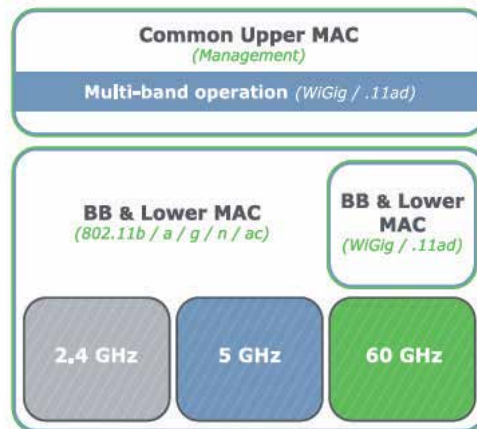 Common Upper MAC
(Management)
Multi-band operation (WiGig / .11ad)
BB & Lower MAC
(802.11b / a / g / n / ac)
BB & Lower
MAC
(WiGig / .11ad)
2.4 GHz
5 GHz
60 GHz